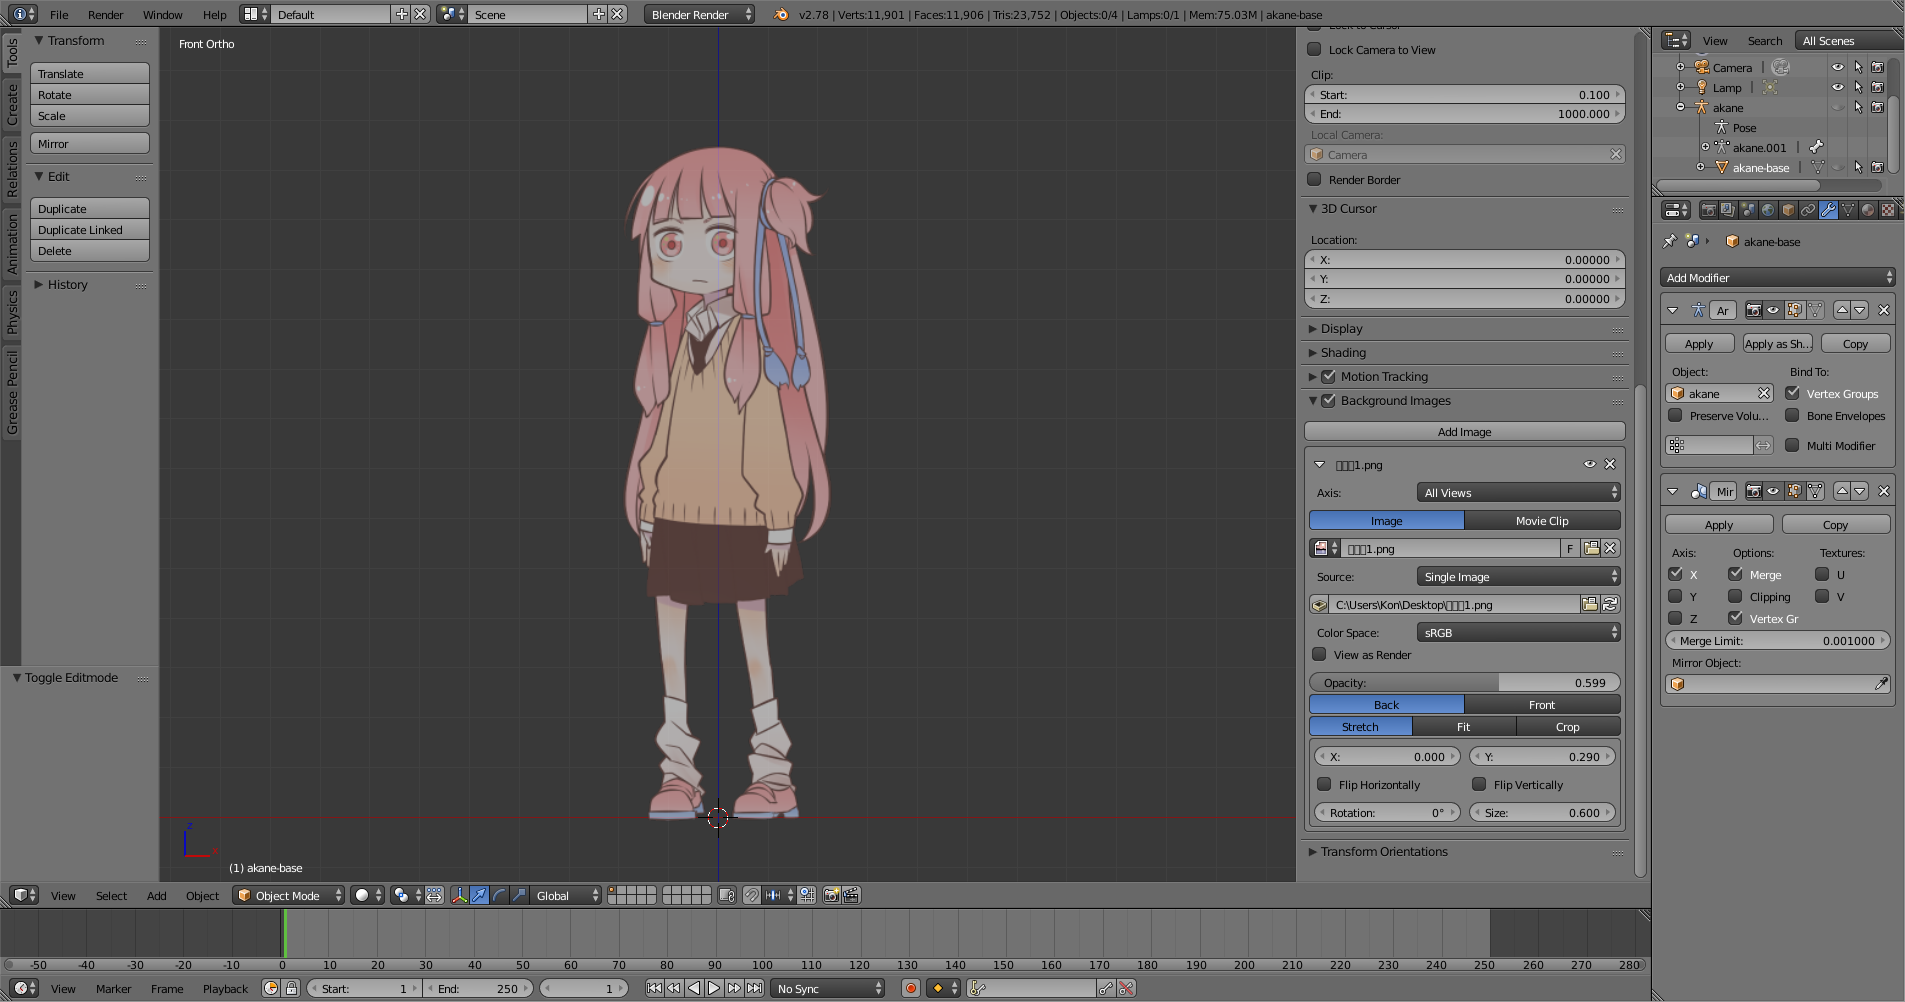 File Render Window Help Default Scene Blender Render v2.78 | Verts:11,901 | Faces:11,906 | Tris:23,752 | Objects:0/4 | Lamps:0/1 | Mem:75.03M | akane-base
Tools
Create
Relations
Animation
Physics
Grease Pencil
Transform
Translate
Rotate
Scale
Mirror
Edit
Duplicate
Duplicate Linked
Delete
History
Toggle Editmode
Front Ortho
z
x
(1) akane-base
Lock to Cursor
Lock Camera to View
Clip:
Start: 0.100
End: 1000.000
Local Camera:
Camera
Render Border
3D Cursor
Location:
X: 0.00000
Y: 0.00000
Z: 0.00000
Display
Shading
Motion Tracking
Background Images
Add Image
□□□1.png
Axis: All Views
Image Movie Clip
□□□1.png F
Source: Single Image
C:\Users\Kon\Desktop\□□□1.png
Color Space: sRGB
View as Render
Opacity: 0.599
Back Front
Stretch Fit Crop
X: 0.000 Y: 0.290
Flip Horizontally Flip Vertically
Rotation: 0° Size: 0.600
Transform Orientations
View Search All Scenes
Camera
Lamp
akane
Pose
akane.001
akane-base
akane-base
Add Modifier
Ar
Apply Apply as Sh... Copy
Object: Bind To:
akane Vertex Groups
Preserve Volu... Bone Envelopes
Multi Modifier
Mir
Apply Copy
Axis: Options: Textures:
X Merge U
Y Clipping V
Z Vertex Gr
Merge Limit: 0.001000
Mirror Object:
View Select Add Object Object Mode Global
-50 -40 -30 -20 -10 0 10 20 30 40 50 60 70 80 90 100 110 120 130 140 150 160 170 180 190 200 210 220 230 240 250 260 270 280
View Marker Frame Playback Start: 1 End: 250 1 No Sync